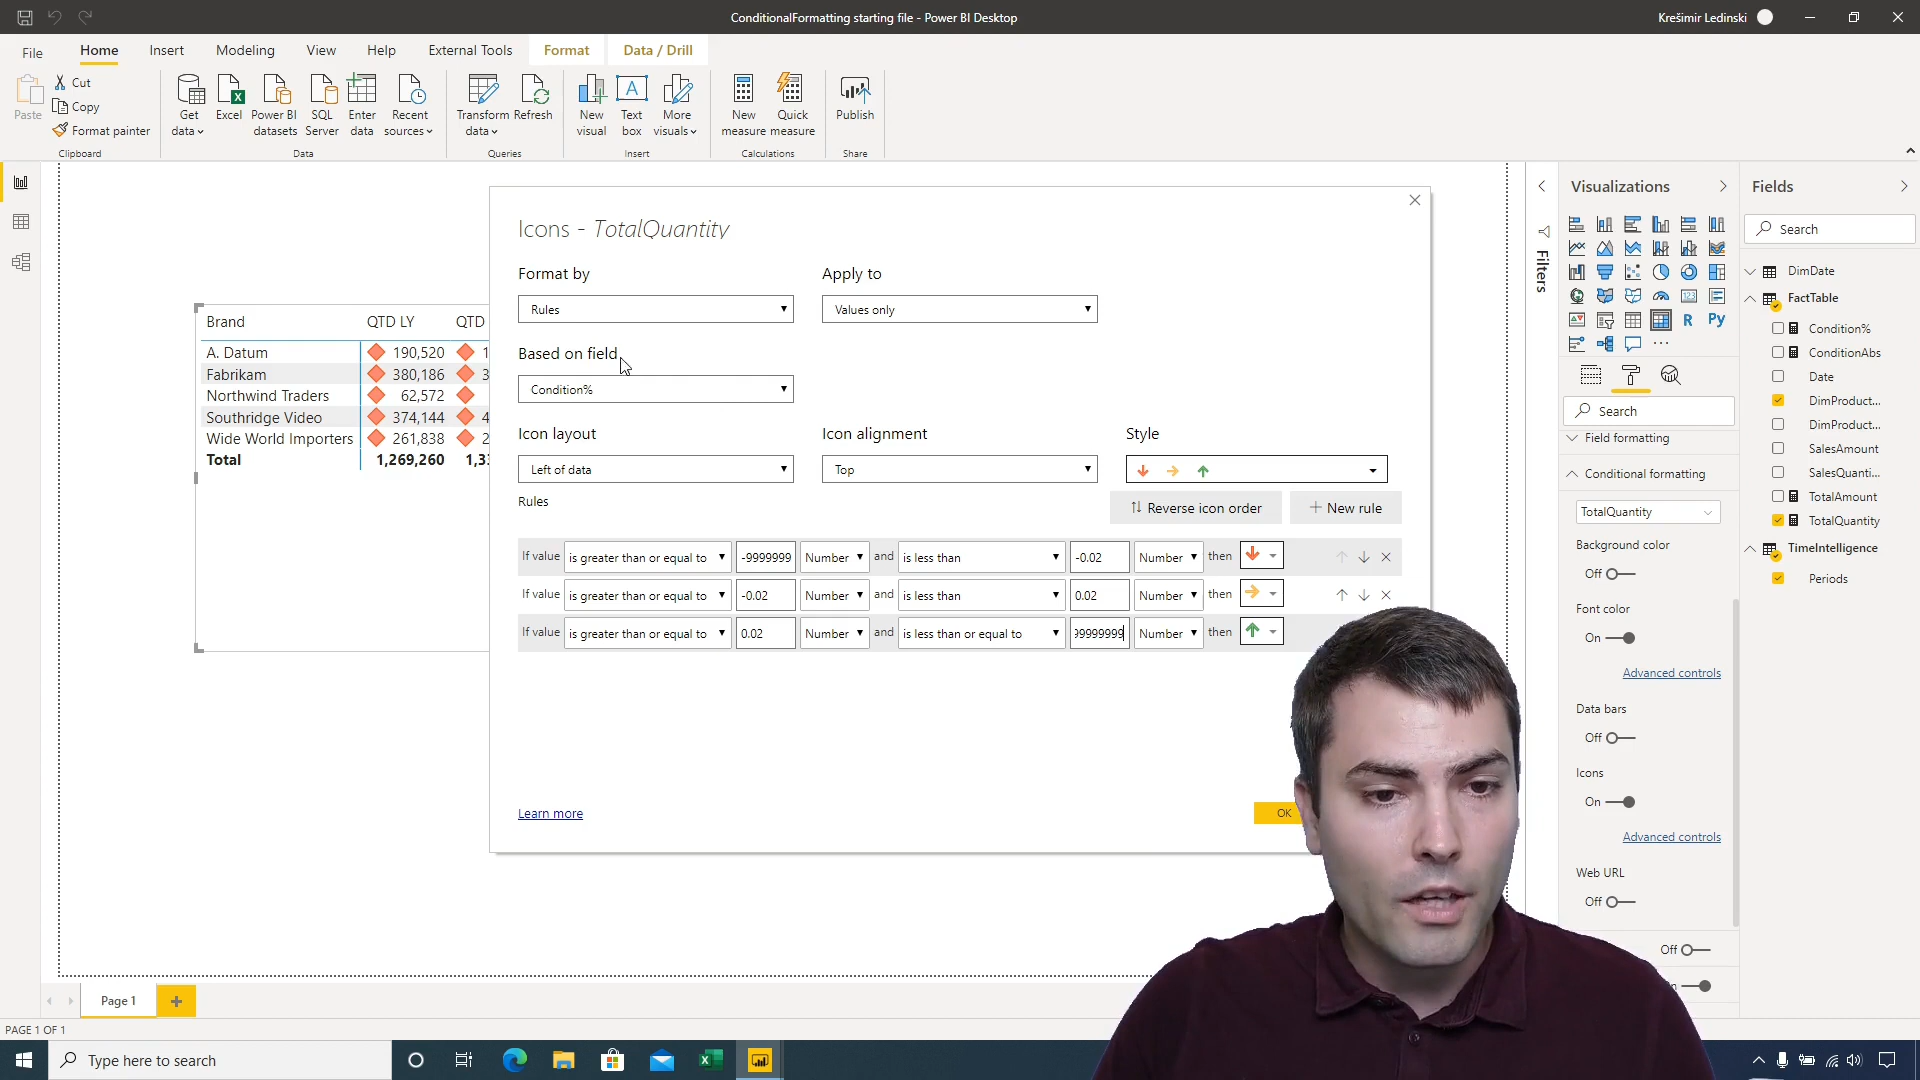 ConditionalFormatting starting file - Power BI Desktop
Krešimir Ledinski
File Home Insert Modeling View Help External Tools Format Data / Drill
Paste
Cut
Copy
Format painter
Clipboard
Get data
Excel
Power BI datasets
SQL Server
Enter data
Recent sources
Data
Transform data
Refresh
Queries
New visual
Text box
More visuals
Insert
New measure
Quick measure
Calculations
Publish
Share
Brand QTD LY QTD
A. Datum 190,520 1
Fabrikam 380,186 3
Northwind Traders 62,572
Southridge Video 374,144 4
Wide World Importers 261,838 2
Total 1,269,260
Icons - TotalQuantity
Format by
Rules
Apply to
Values only
Based on field
Condition%
Icon layout
Left of data
Icon alignment
Top
Style
Rules
Reverse icon order
New rule
If value is greater than or equal to -9999999 Number and is less than -0.02 Number then
If value is greater than or equal to -0.02 Number and is less than 0.02 Number then
If value is greater than or equal to 0.02 Number and is less than or equal to 99999999 Number then
Learn more
OK
Filters
Visualizations
R Py
Search
Field formatting
Conditional formatting
TotalQuantity
Background color
Off
Font color
On
Advanced controls
Data bars
Off
Icons
On
Advanced controls
Web URL
Off
Off
Fields
Search
DimDate
FactTable
Condition%
ConditionAbs
Date
DimProduct...
DimProduct...
SalesAmount
SalesQuanti...
TotalAmount
TotalQuantity
TimeIntelligence
Periods
Page 1
PAGE 1 OF 1
Type here to search